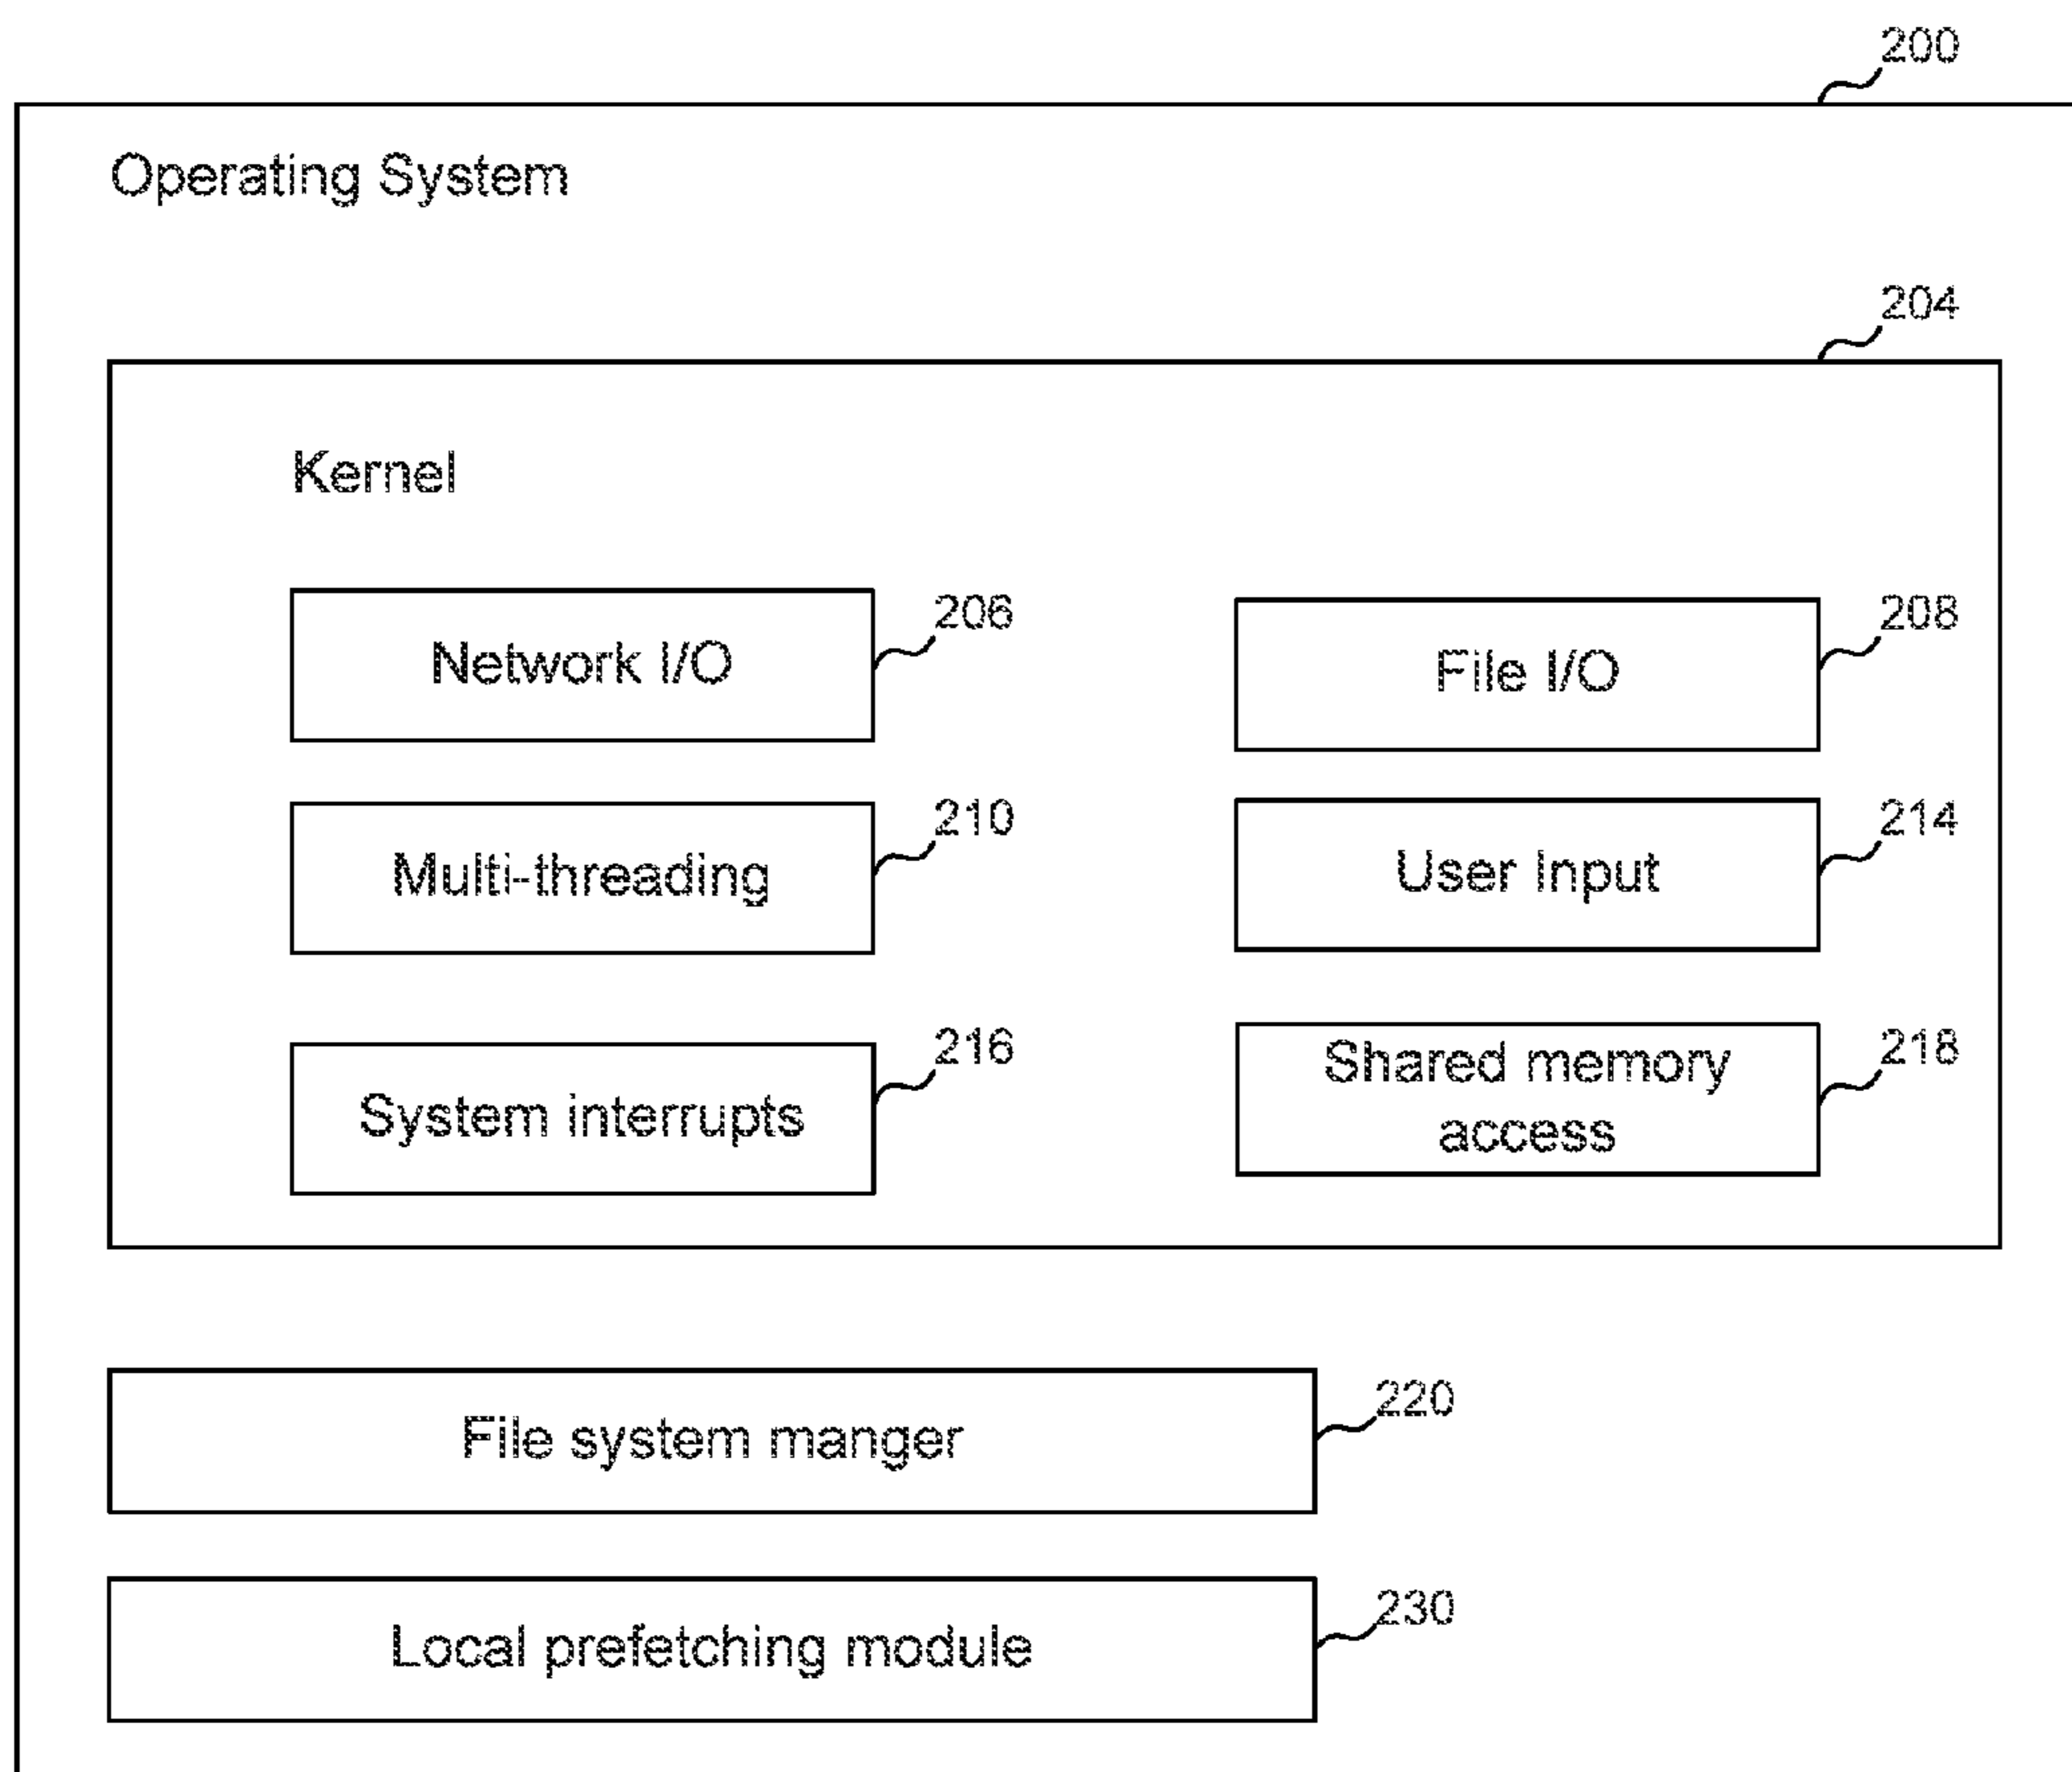 200
Operating System
204
Kernel
206
Network I/O
208
File I/O
210
Multi-threading
214
User Input
216
System interrupts
218
Shared memory
access
220
File system manger
230
Local prefetching module